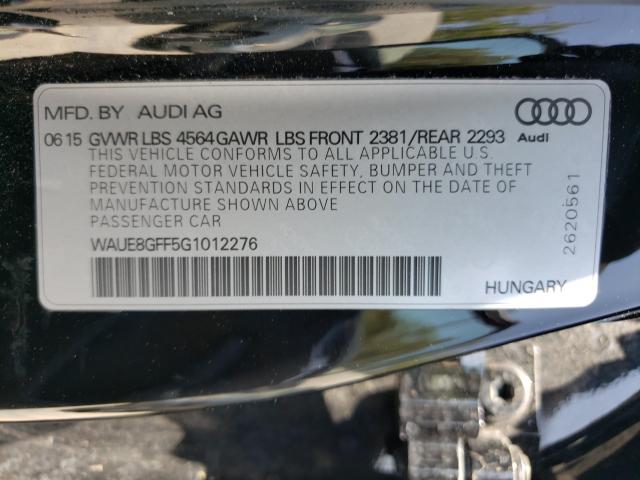 MFD. BY AUDI AG
Audi
06 15 GVWR LBS 4564 GAWR LBS FRONT 2381/REAR 2293
THIS VEHICLE CONFORMS TO ALL APPLICABLE U.S.
FEDERAL MOTOR VEHICLE SAFETY, BUMPER AND THEFT
PREVENTION STANDARDS IN EFFECT ON THE DATE OF
MANUFACTURE SHOWN ABOVE
PASSENGER CAR
WAUE8GFF5G1012276
HUNGARY
2620561